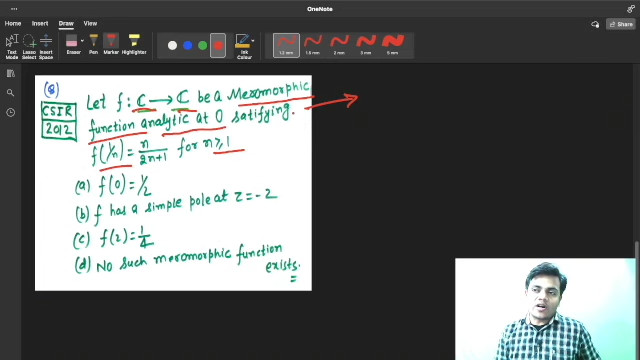 OneNote
Home
Insert
Draw
View
Text Mode
Lasso Select
Insert Space
Eraser
Pen
Marker
Highlighter
Ink Colour
1.2 mm
1.5 mm
2 mm
3 mm
5 mm
(8)
CSIR
2012
Let f: ℂ → ℂ be a Meromorphic
function analytic at 0 satifying.
f(1/n) = n/2n+1 for n ≥ 1
(a) f(0) = 1/2
(b) f has a simple pole at z = -2
(c) f(2) = 1/4
(d) No such meromorphic function
exists.